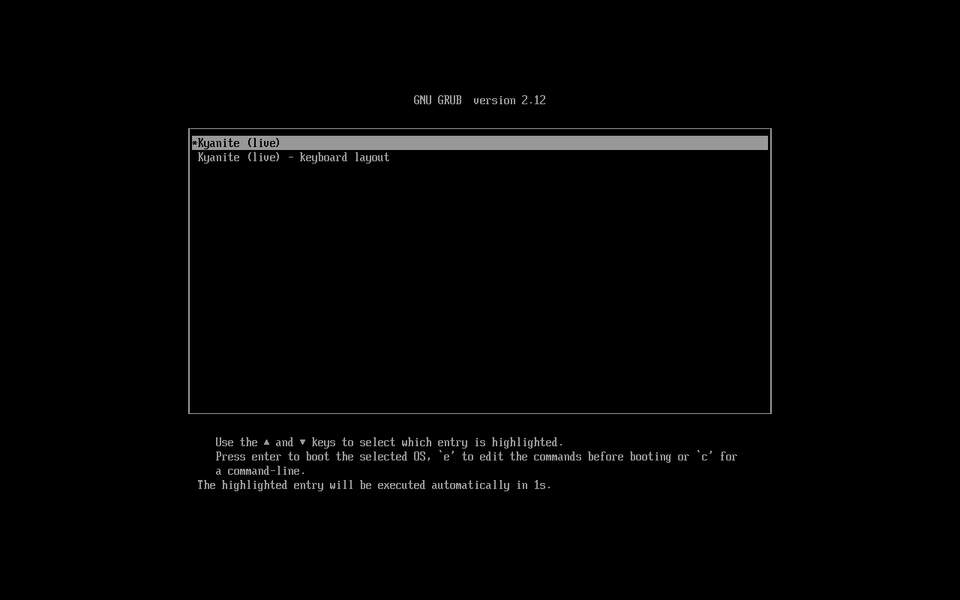 GNU GRUB  version 2.12
*Kyanite (live)
Kyanite (live) - keyboard layout
Use the ▲ and ▼ keys to select which entry is highlighted.
Press enter to boot the selected OS, `e' to edit the commands before booting or `c' for
a command-line.
The highlighted entry will be executed automatically in 1s.